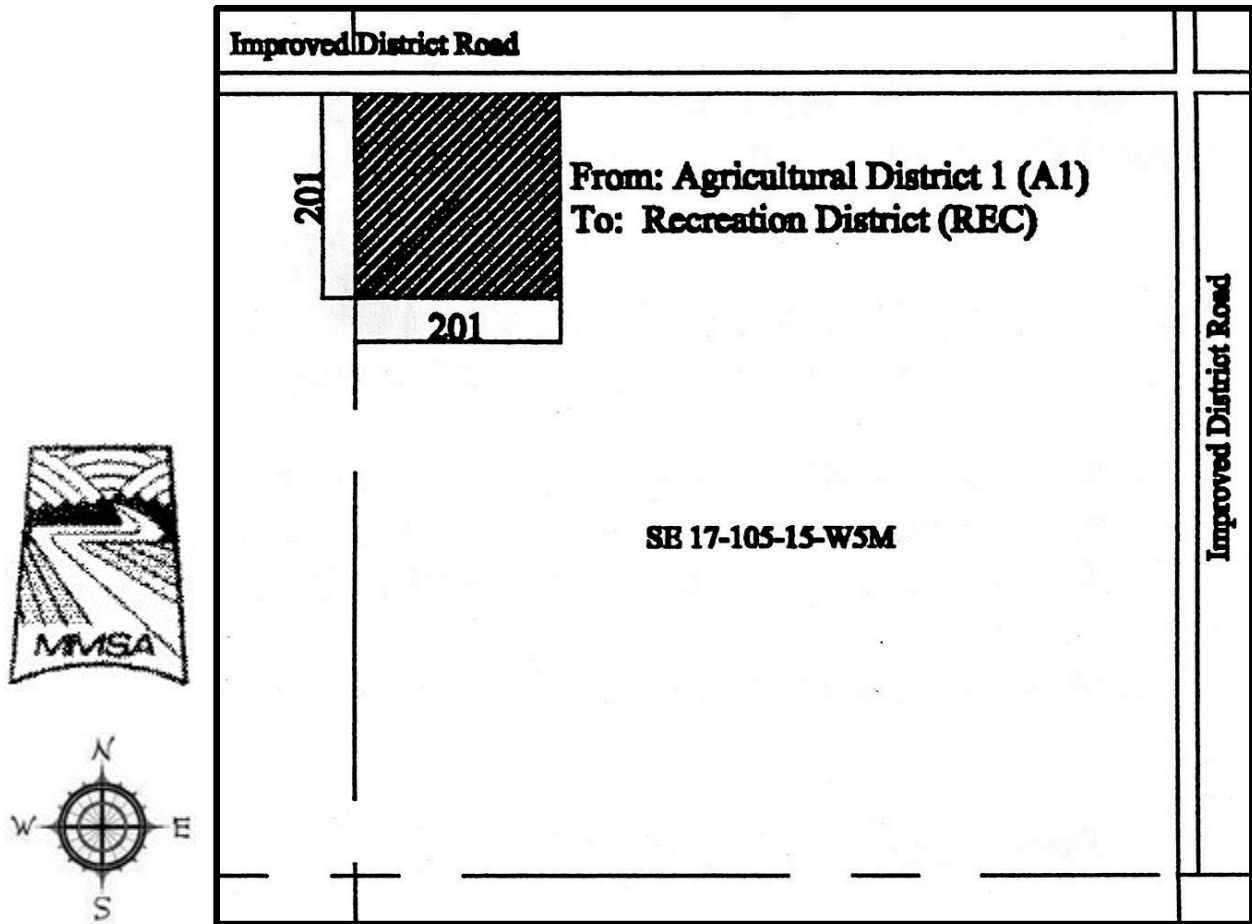 Improved District Road
From: Agricultural District 1 (A1)
To: Recreation District (REC)
201
201
SE 17-105-15-W5M
Improved District Road
MMSA
N
W
E
S